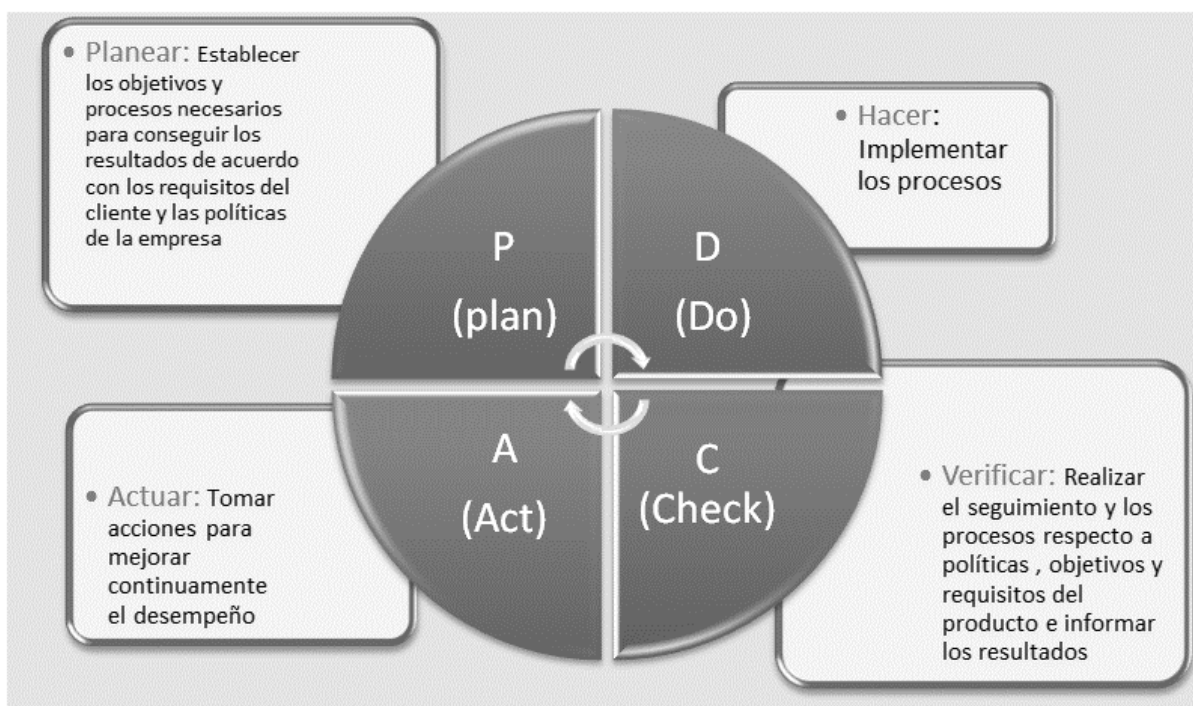 • Planear: Establecer
los objetivos y
procesos necesarios
para conseguir los
resultados de acuerdo
con los requisitos del
cliente y las políticas
de la empresa
• Hacer:
Implementar
los procesos
P
(plan)
D
(Do)
A
(Act)
C
(Check)
• Actuar: Tomar
acciones para
mejorar
continuamente
el desempeño
• Verificar: Realizar
el seguimiento y los
procesos respecto a
políticas , objetivos y
requisitos del
producto e informar
los resultados